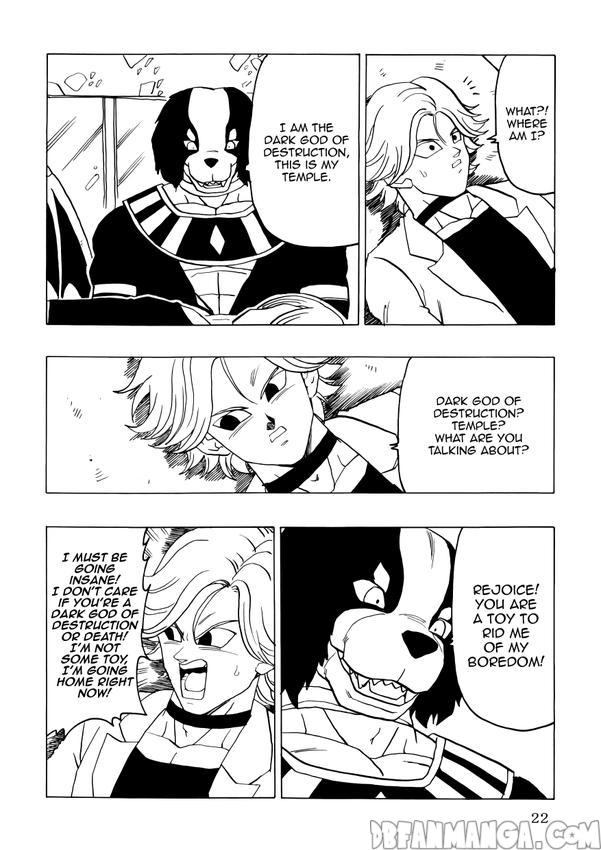 WHAT?!
WHERE
AM I?
I AM THE
DARK GOD OF
DESTRUCTION,
THIS IS MY
TEMPLE.
DARK GOD OF
DESTRUCTION?
TEMPLE?
WHAT ARE YOU
TALKING ABOUT?
REJOICE!
YOU ARE
A TOY TO
RID ME
OF MY
BOREDOM!
I MUST BE
GOING
INSANE!
I DON'T CARE
IF YOU'RE A
DARK GOD OF
DESTRUCTION
OR DEATH!
I'M NOT
SOME TOY,
I'M GOING
HOME RIGHT
NOW!
22
DBFANMANGA.COM